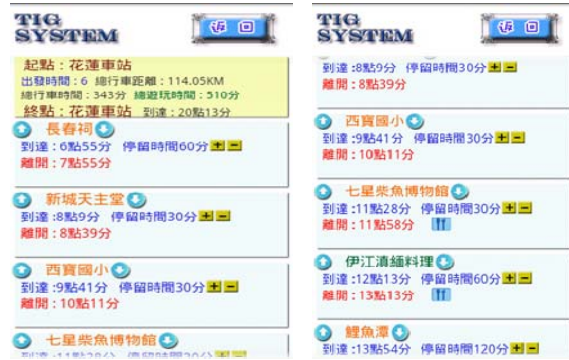 TIG
SYSTEM
返回
起點：花蓮車站
出發時間：6 總行車距離：114.05KM
總行車時間：343分 總遊玩時間：510分
終點：花蓮車站 到達：20點13分
長春祠
到達：6點55分 停留時間60分
離開：7點55分
新城天主堂
到達：8點9分 停留時間30分
離開：8點39分
西寶國小
到達：9點41分 停留時間30分
離開：10點11分
七星柴魚博物館
TIG
SYSTEM
返回
到達：8點9分 停留時間30分
離開：8點39分
西寶國小
到達：9點41分 停留時間30分
離開：10點11分
七星柴魚博物館
到達：11點28分 停留時間30分
離開：11點58分
伊江滇緬料理
到達：12點13分 停留時間60分
離開：13點13分
鯉魚潭
到達：13點54分 停留時間120分